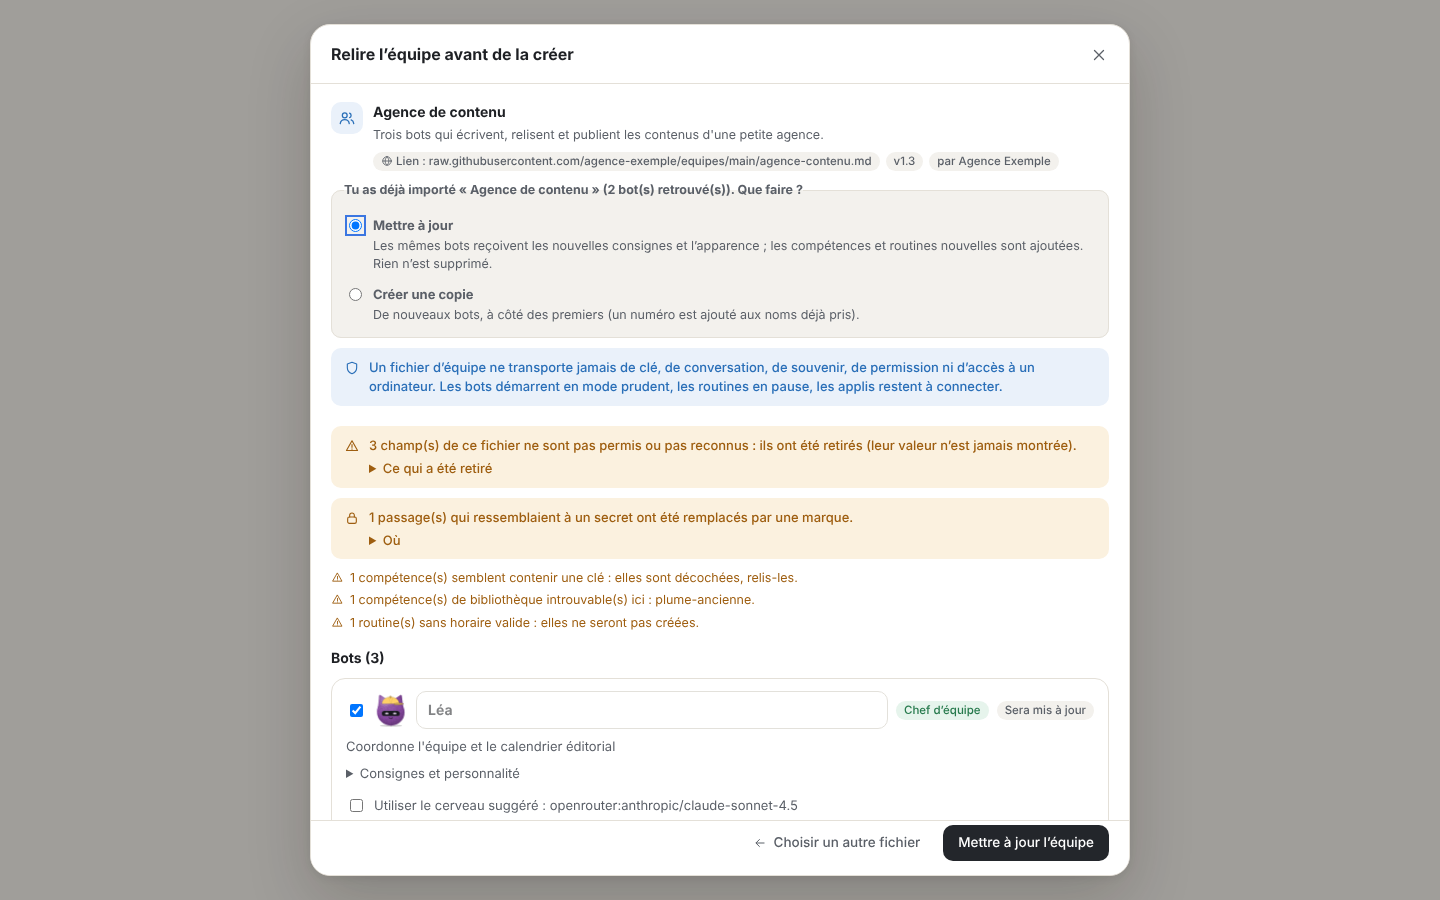 Relire l’équipe avant de la créer
Agence de contenu
Trois bots qui écrivent, relisent et publient les contenus d'une petite agence.
Lien : raw.githubusercontent.com/agence-exemple/equipes/main/agence-contenu.md
v1.3
par Agence Exemple
Tu as déjà importé « Agence de contenu » (2 bot(s) retrouvé(s)). Que faire ?
Mettre à jour
Les mêmes bots reçoivent les nouvelles consignes et l’apparence ; les compétences et routines nouvelles sont ajoutées.
Rien n’est supprimé.
Créer une copie
De nouveaux bots, à côté des premiers (un numéro est ajouté aux noms déjà pris).
Un fichier d’équipe ne transporte jamais de clé, de conversation, de souvenir, de permission ni d’accès à un
ordinateur. Les bots démarrent en mode prudent, les routines en pause, les applis restent à connecter.
3 champ(s) de ce fichier ne sont pas permis ou pas reconnus : ils ont été retirés (leur valeur n’est jamais montrée).
Ce qui a été retiré
1 passage(s) qui ressemblaient à un secret ont été remplacés par une marque.
Où
1 compétence(s) semblent contenir une clé : elles sont décochées, relis-les.
1 compétence(s) de bibliothèque introuvable(s) ici : plume-ancienne.
1 routine(s) sans horaire valide : elles ne seront pas créées.
Bots (3)
Léa
Chef d’équipe
Sera mis à jour
Coordonne l'équipe et le calendrier éditorial
Consignes et personnalité
Utiliser le cerveau suggéré : openrouter:anthropic/claude-sonnet-4.5
← Choisir un autre fichier
Mettre à jour l’équipe